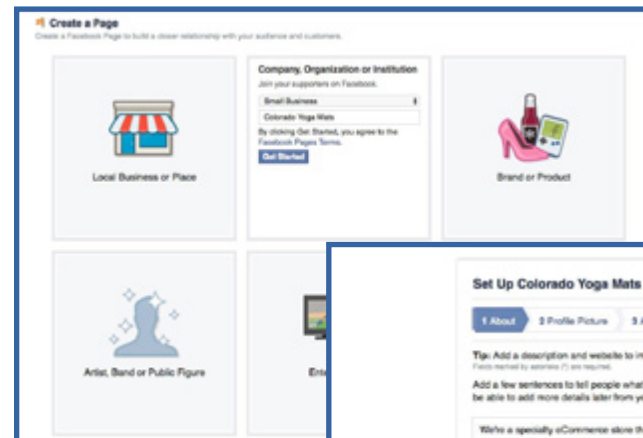 Create a Page
Create a Facebook Page to build a closer relationship with your audience and customers.
Local Business or Place
Company, Organization or Institution
Join your supporters on Facebook.
Small Business
Colorado Yoga Mats
By clicking Get Started, you agree to the
Facebook Pages Terms.
Get Started
Brand or Product
Artist, Band or Public Figure
Ente
Set Up Colorado Yoga Mats
1 About 2 Profile Picture 3 A
Tip: Add a description and website to im
Fields marked by asterisks (*) are required.
Add a few sentences to tell people what
be able to add more details later from yo
We're a specialty eCommerce store th